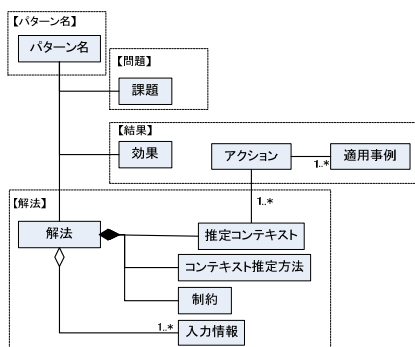 【パターン名】
パターン名
【問題】
課題
【結果】
効果
アクション
1..*
適用事例
1..*
【解法】
解法
推定コンテキスト
コンテキスト推定方法
制約
1..*
入力情報